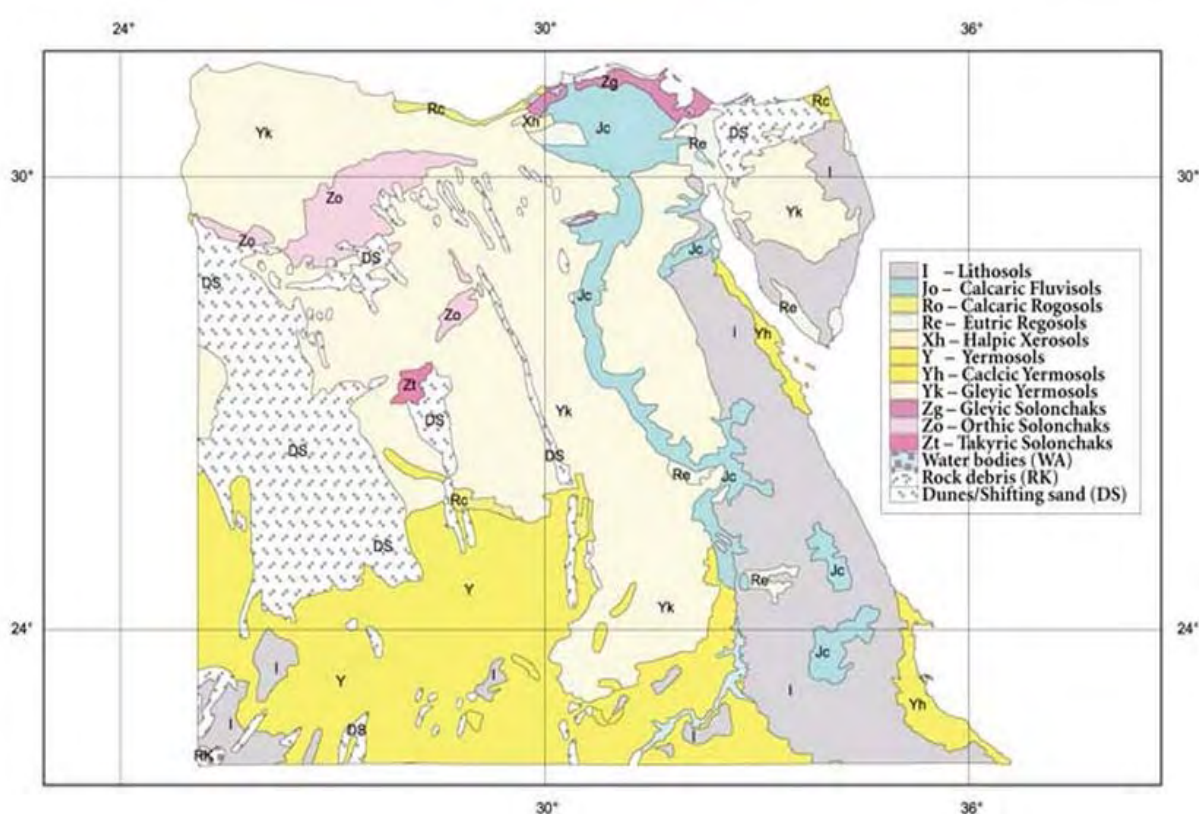 24° 30° 36°
Zg
Rc Rc
Xh
Yk Jc DS
Re
30° I 30°
Zo
Yk
Zo
Jc
DS
DS
Re
Jc
Zo
I Yh
Zt
Yk
DS
DS DS
Re Jc
Rc
DS
Jc
Re
Y
Yk
24° 24°
Jc
I I
Y I
Yh
I DS I
RK
30° 36°
I – Lithosols
Jo – Calcaric Fluvisols
Ro – Calcaric Rogosols
Re – Eutric Regosols
Xh – Halpic Xerosols
Y – Yermosols
Yh – Caclcic Yermosols
Yk – Gleyic Yermosols
Zg – Gleyic Solonchaks
Zo – Orthic Solonchaks
Zt – Takyric Solonchaks
Water bodies (WA)
Rock debris (RK)
Dunes/Shifting sand (DS)